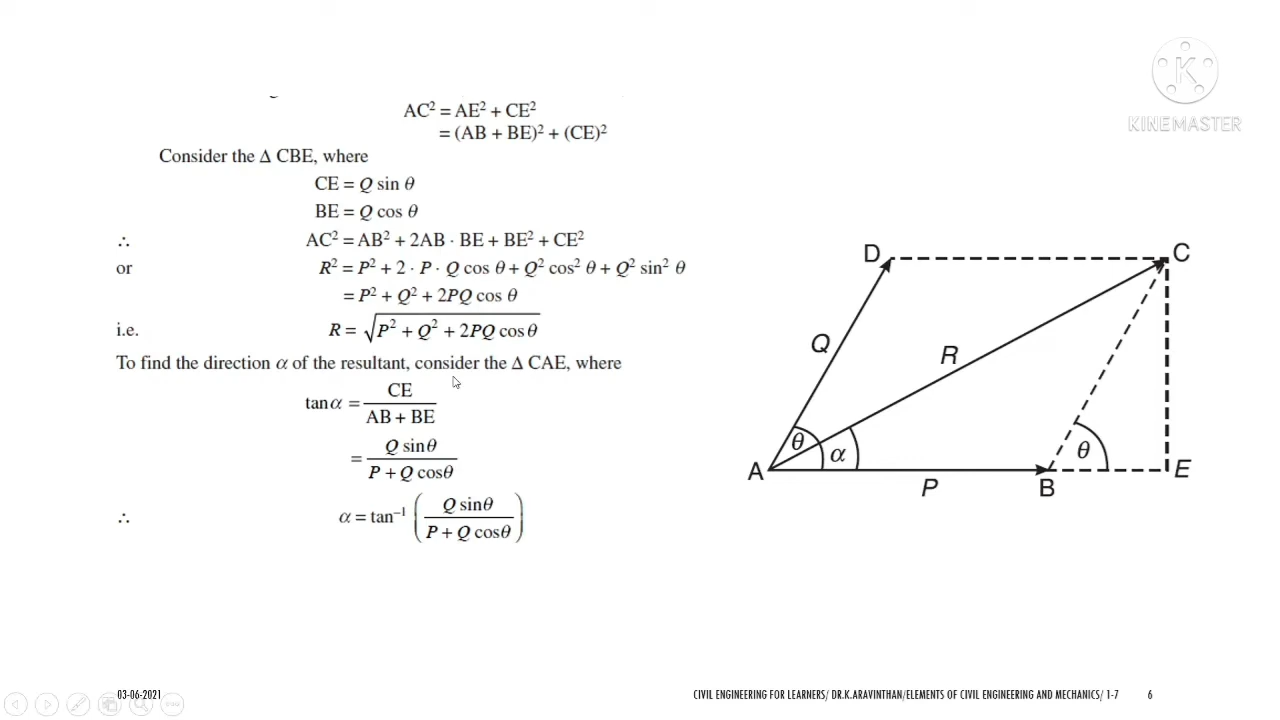 AC² = AE² + CE²
= (AB + BE)² + (CE)²
Consider the Δ CBE, where
CE = Q sin θ
BE = Q cos θ
∴ AC² = AB² + 2AB · BE + BE² + CE²
or R² = P² + 2 · P · Q cos θ + Q² cos² θ + Q² sin² θ
= P² + Q² + 2PQ cos θ
i.e. R = √(P² + Q² + 2PQ cos θ)
To find the direction α of the resultant, consider the Δ CAE, where
tan α = CE / AB + BE
= Q sinθ / P + Q cosθ
∴ α = tan⁻¹ (Q sinθ / P + Q cosθ)
D
C
Q
R
θ
α
θ
A
E
P
B
KINEMASTER
03-06-2021
CIVIL ENGINEERING FOR LEARNERS/ DR.K.ARAVINTHAN/ELEMENTS OF CIVIL ENGINEERING AND MECHANICS/ 1-7
6